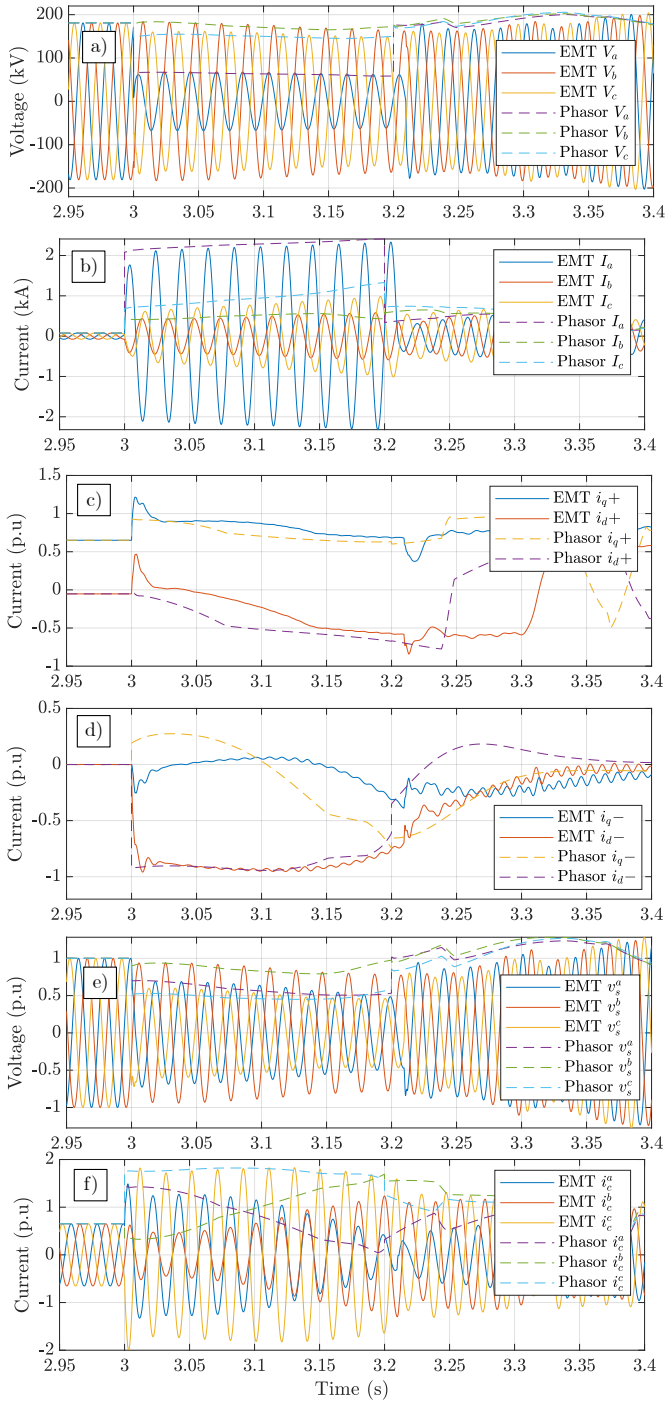 200
100
0
-100
-200
Voltage (kV)
a)
EMT V_a
EMT V_b
EMT V_c
Phasor V_a
Phasor V_b
Phasor V_c
2.95 3 3.05 3.1 3.15 3.2 3.25 3.3 3.35 3.4
2
1
0
-1
-2
Current (kA)
b)
EMT I_a
EMT I_b
EMT I_c
Phasor I_a
Phasor I_b
Phasor I_c
2.95 3 3.05 3.1 3.15 3.2 3.25 3.3 3.35 3.4
1.5
1
0.5
0
-0.5
-1
Current (p.u)
c)
EMT i_q+
EMT i_d+
Phasor i_q+
Phasor i_d+
2.95 3 3.05 3.1 3.15 3.2 3.25 3.3 3.35 3.4
0.5
0
-0.5
-1
Current (p.u)
d)
EMT i_q−
EMT i_d−
Phasor i_q−
Phasor i_d−
2.95 3 3.05 3.1 3.15 3.2 3.25 3.3 3.35 3.4
1
0.5
0
-0.5
-1
Voltage (p.u)
e)
EMT v_s^a
EMT v_s^b
EMT v_s^c
Phasor v_s^a
Phasor v_s^b
Phasor v_s^c
2.95 3 3.05 3.1 3.15 3.2 3.25 3.3 3.35 3.4
2
1
0
-1
-2
Current (p.u)
f)
EMT i_c^a
EMT i_c^b
EMT i_c^c
Phasor i_c^a
Phasor i_c^b
Phasor i_c^c
2.95 3 3.05 3.1 3.15 3.2 3.25 3.3 3.35 3.4
Time (s)